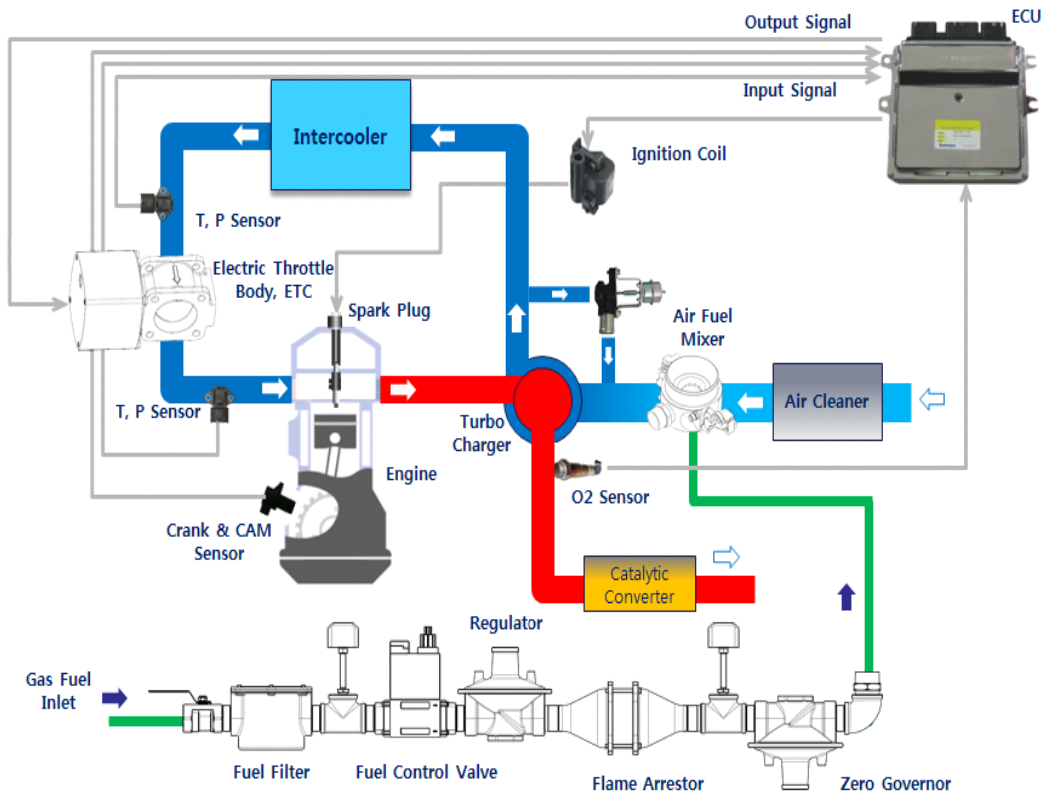 Output Signal
ECU
Input Signal
Intercooler
Ignition Coil
T, P Sensor
Electric Throttle
Body, ETC
Spark Plug
Air Fuel
Mixer
T, P Sensor
Turbo
Charger
Air Cleaner
Engine
O2 Sensor
Crank & CAM
Sensor
Catalytic
Converter
Regulator
Gas Fuel
Inlet
Fuel Filter
Fuel Control Valve
Flame Arrestor
Zero Governor